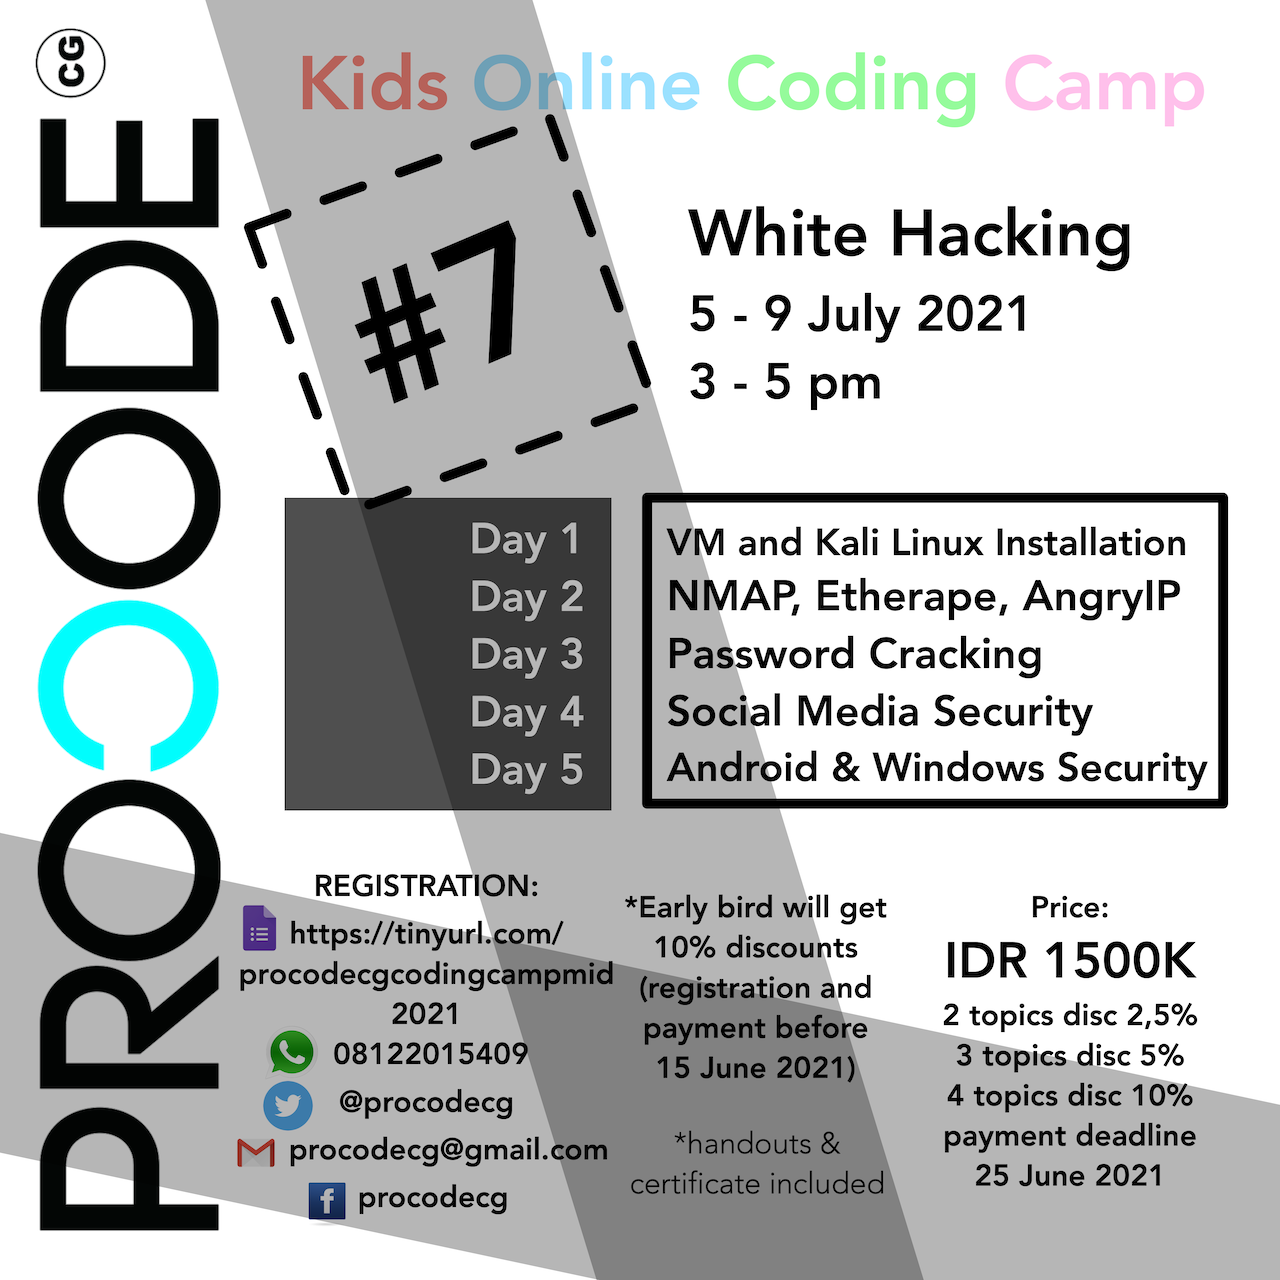 CG
PROCODE
Kids Online Coding Camp
#7
White Hacking
5 - 9 July 2021
3 - 5 pm
Day 1
VM and Kali Linux Installation
Day 2
NMAP, Etherape, AngryIP
Day 3
Password Cracking
Day 4
Social Media Security
Day 5
Android & Windows Security
REGISTRATION:
https://tinyurl.com/
procodecgcodingcampmid
2021
08122015409
@procodecg
procodecg@gmail.com
procodecg
*Early bird will get
10% discounts
(registration and
payment before
15 June 2021)
*handouts &
certificate included
Price:
IDR 1500K
2 topics disc 2,5%
3 topics disc 5%
4 topics disc 10%
payment deadline
25 June 2021